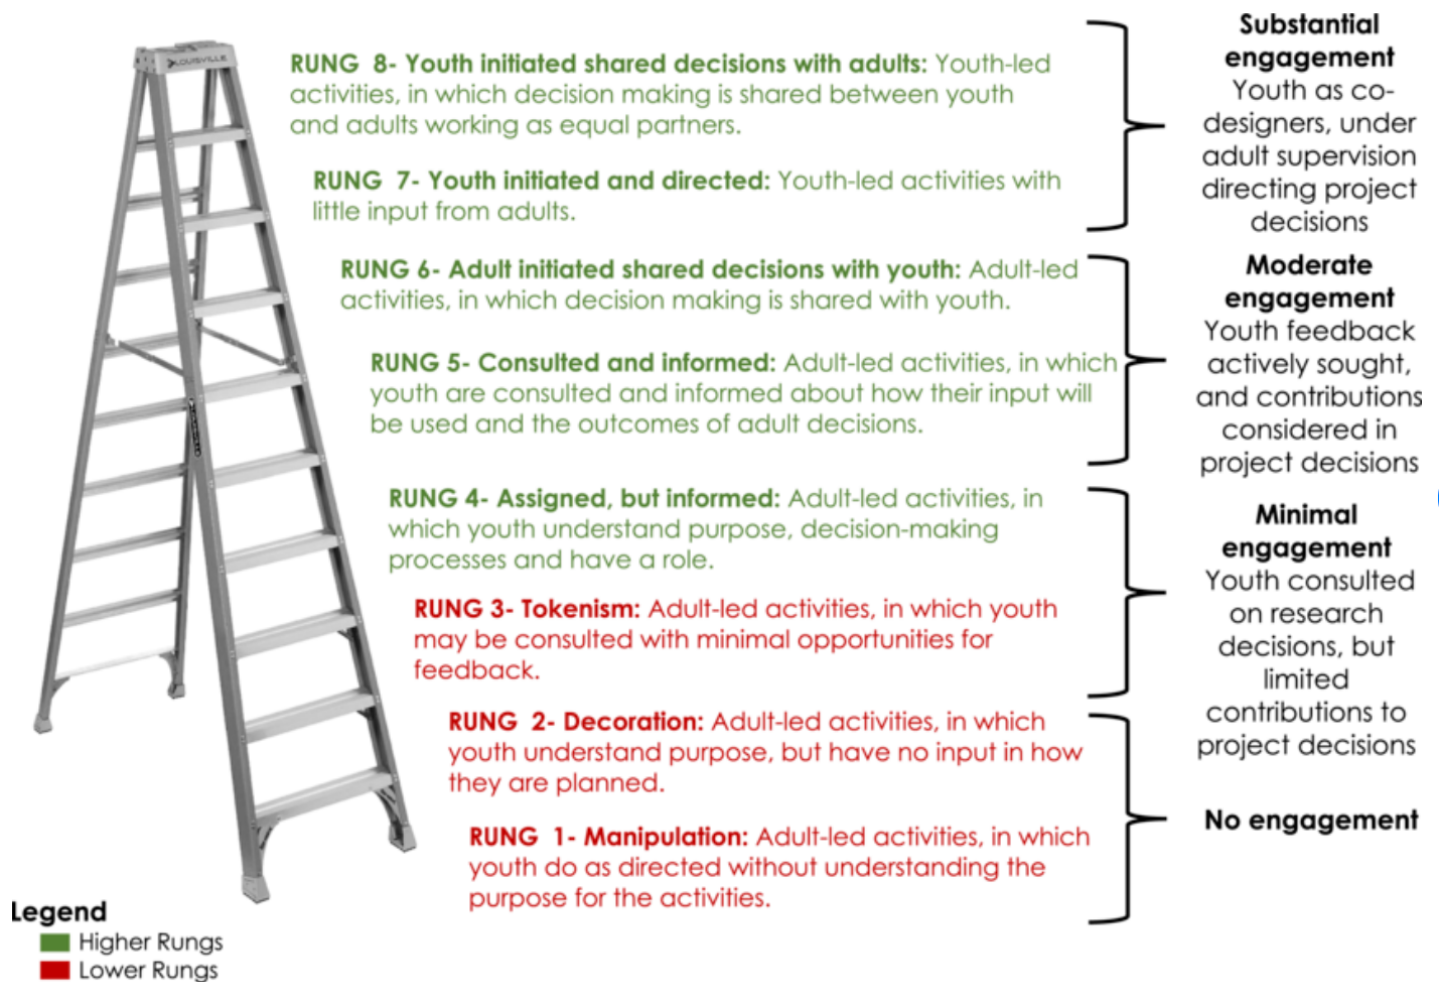 LOUISVILLE
RUNG 8- Youth initiated shared decisions with adults: Youth-led
activities, in which decision making is shared between youth
and adults working as equal partners.
RUNG 7- Youth initiated and directed: Youth-led activities with
little input from adults.
RUNG 6- Adult initiated shared decisions with youth: Adult-led
activities, in which decision making is shared with youth.
RUNG 5- Consulted and informed: Adult-led activities, in which
youth are consulted and informed about how their input will
be used and the outcomes of adult decisions.
RUNG 4- Assigned, but informed: Adult-led activities, in
which youth understand purpose, decision-making
processes and have a role.
RUNG 3- Tokenism: Adult-led activities, in which youth
may be consulted with minimal opportunities for
feedback.
RUNG 2- Decoration: Adult-led activities, in which
youth understand purpose, but have no input in how
they are planned.
RUNG 1- Manipulation: Adult-led activities, in which
youth do as directed without understanding the
purpose for the activities.
Substantial
engagement
Youth as co-
designers, under
adult supervision
directing project
decisions
Moderate
engagement
Youth feedback
actively sought,
and contributions
considered in
project decisions
Minimal
engagement
Youth consulted
on research
decisions, but
limited
contributions to
project decisions
No engagement
Legend
Higher Rungs
Lower Rungs